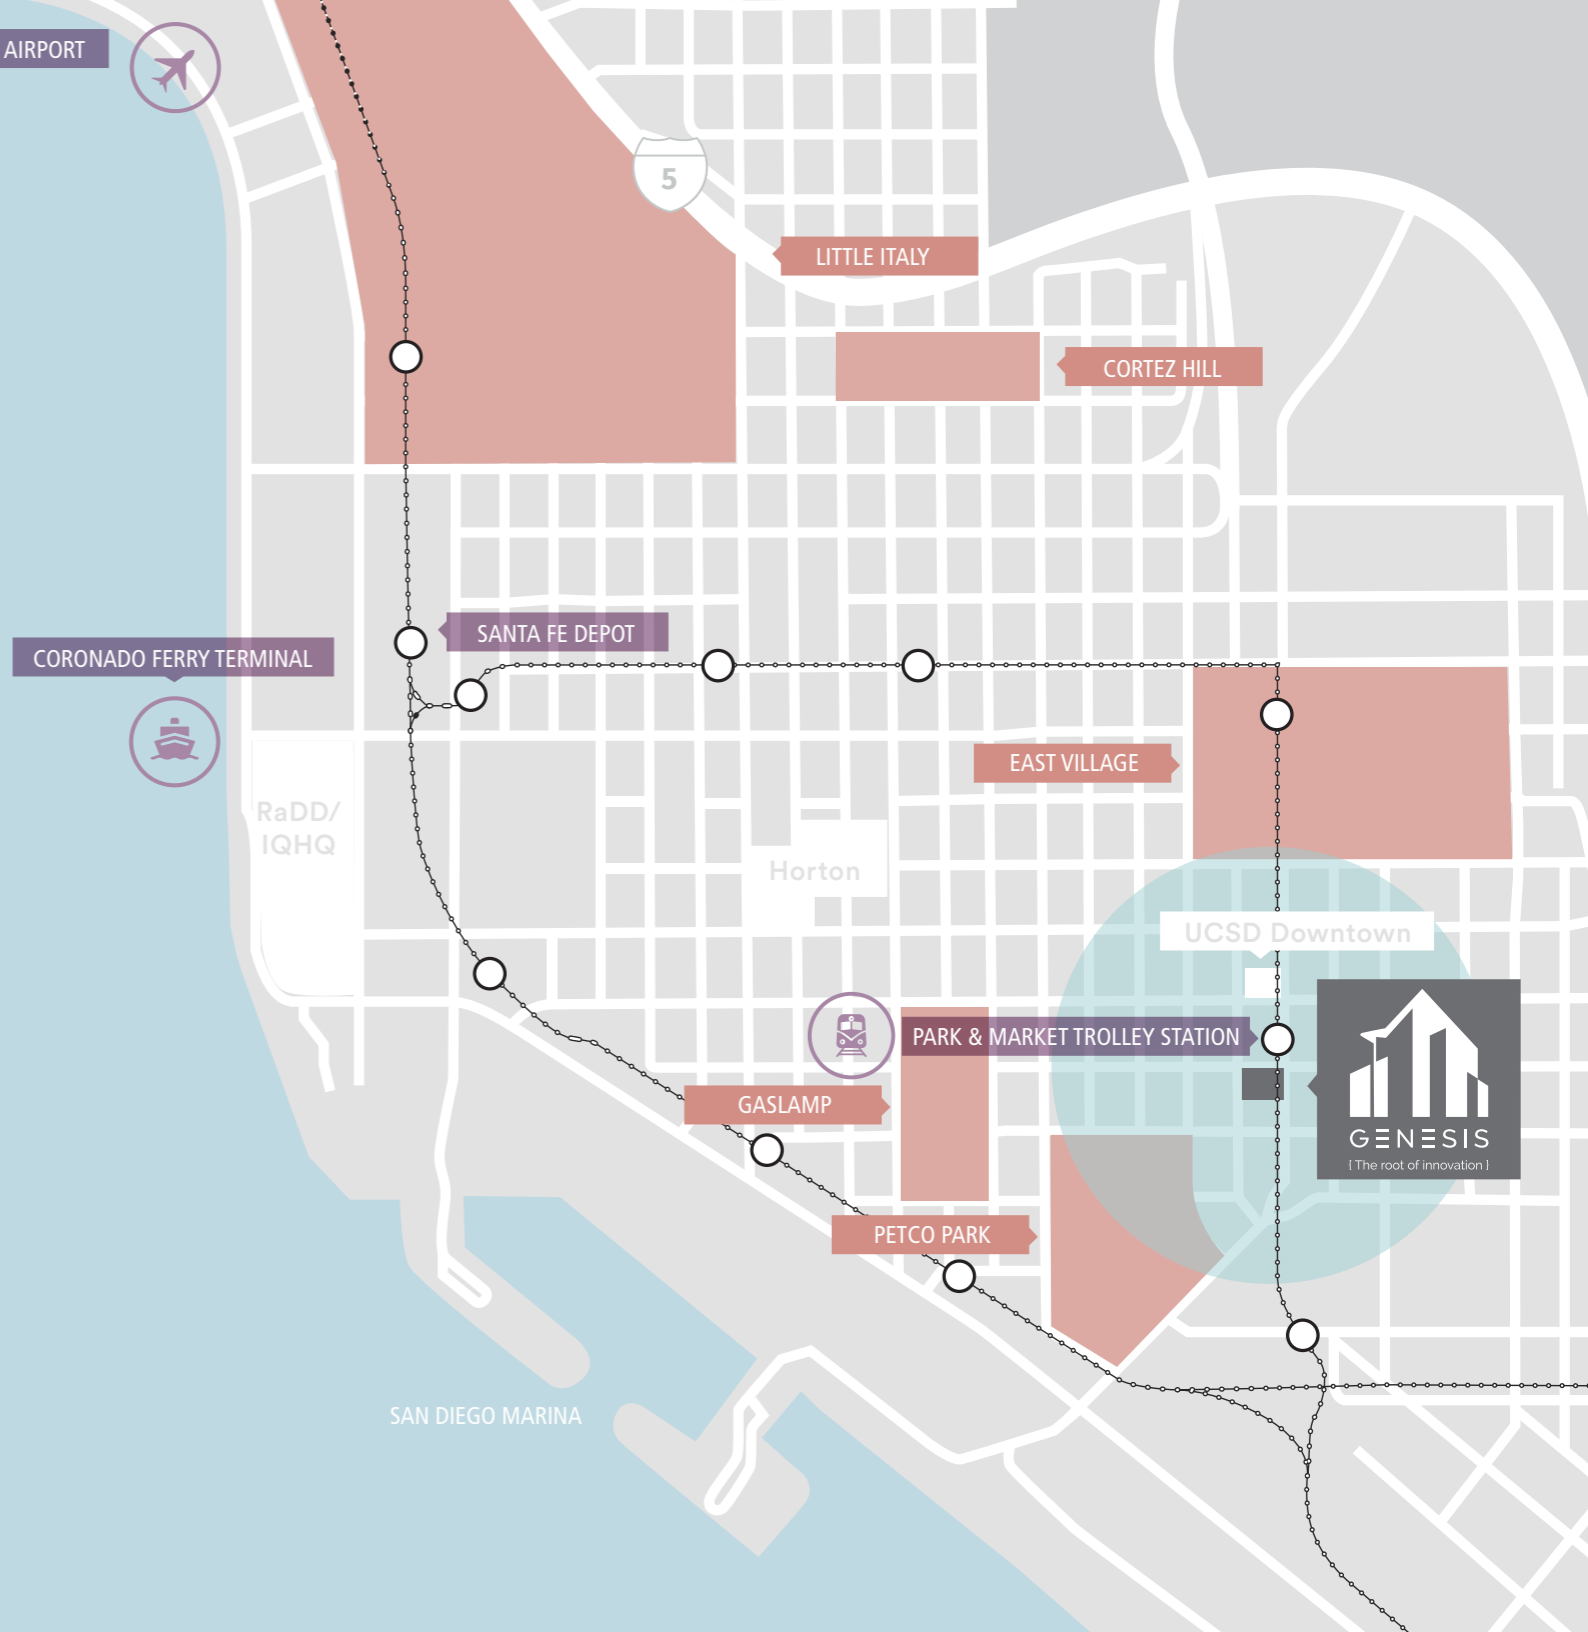 AIRPORT
5
LITTLE ITALY
CORTEZ HILL
SANTA FE DEPOT
CORONADO FERRY TERMINAL
EAST VILLAGE
RaDD/
IQHQ
Horton
UCSD Downtown
PARK & MARKET TROLLEY STATION
GASLAMP
GENESIS
[ The root of innovation ]
PETCO PARK
SAN DIEGO MARINA